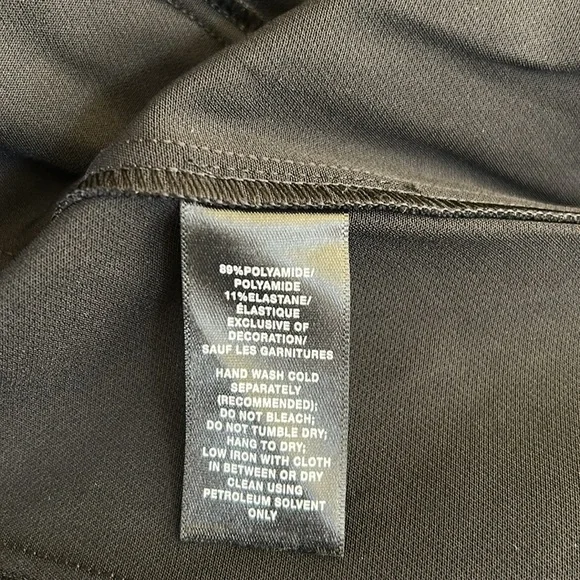 89%POLYAMIDE/
POLYAMIDE
11%ELASTANE/
ÉLASTIQUE
EXCLUSIVE OF
DECORATION/
SAUF LES GARNITURES
HAND WASH COLD
SEPARATELY
(RECOMMENDED);
DO NOT BLEACH;
DO NOT TUMBLE DRY;
HANG TO DRY;
LOW IRON WITH CLOTH
IN BETWEEN OR DRY
CLEAN USING
PETROLEUM SOLVENT
ONLY